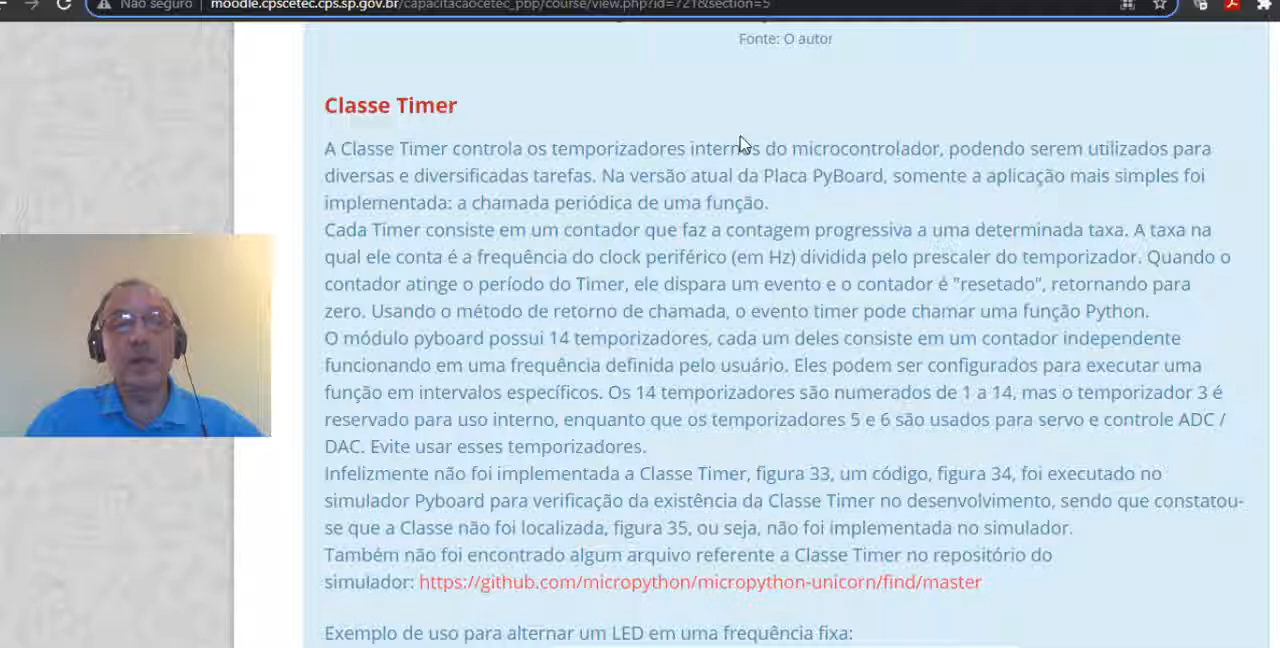 Não seguro
moodle.cpscetec.cps.sp.gov.br/capacitacaocetec_pbp/course/view.php?id=721&section=5
Fonte: O autor
Classe Timer
A Classe Timer controla os temporizadores internos do microcontrolador, podendo serem utilizados para
diversas e diversificadas tarefas. Na versão atual da Placa PyBoard, somente a aplicação mais simples foi
implementada: a chamada periódica de uma função.
Cada Timer consiste em um contador que faz a contagem progressiva a uma determinada taxa. A taxa na
qual ele conta é a frequência do clock periférico (em Hz) dividida pelo prescaler do temporizador. Quando o
contador atinge o período do Timer, ele dispara um evento e o contador é "resetado", retornando para
zero. Usando o método de retorno de chamada, o evento timer pode chamar uma função Python.
O módulo pyboard possui 14 temporizadores, cada um deles consiste em um contador independente
funcionando em uma frequência definida pelo usuário. Eles podem ser configurados para executar uma
função em intervalos específicos. Os 14 temporizadores são numerados de 1 a 14, mas o temporizador 3 é
reservado para uso interno, enquanto que os temporizadores 5 e 6 são usados para servo e controle ADC /
DAC. Evite usar esses temporizadores.
Infelizmente não foi implementada a Classe Timer, figura 33, um código, figura 34, foi executado no
simulador Pyboard para verificação da existência da Classe Timer no desenvolvimento, sendo que constatou-
se que a Classe não foi localizada, figura 35, ou seja, não foi implementada no simulador.
Também não foi encontrado algum arquivo referente a Classe Timer no repositório do
simulador: https://github.com/micropython/micropython-unicorn/find/master
Exemplo de uso para alternar um LED em uma frequência fixa: